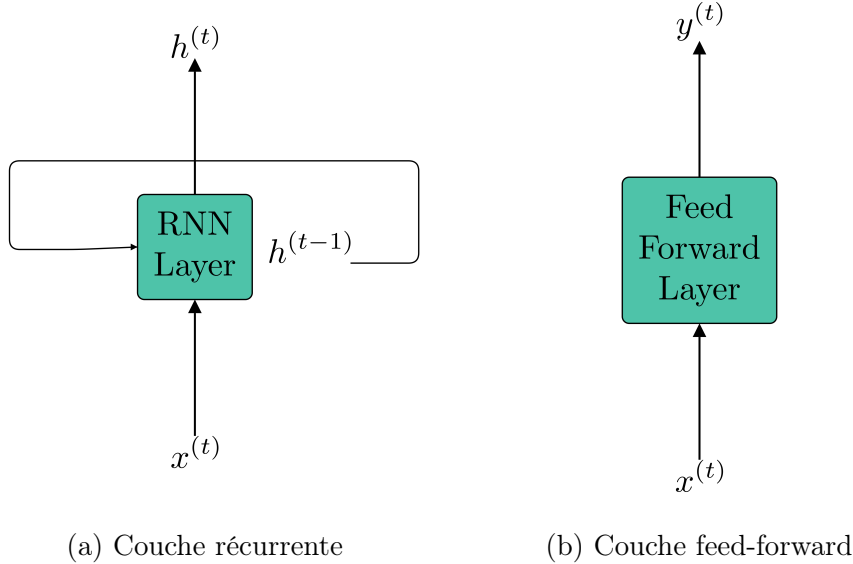 h^{(t)}
RNN
Layer
h^{(t−1)}
x^{(t)}
(a) Couche récurrente
y^{(t)}
Feed
Forward
Layer
x^{(t)}
(b) Couche feed-forward